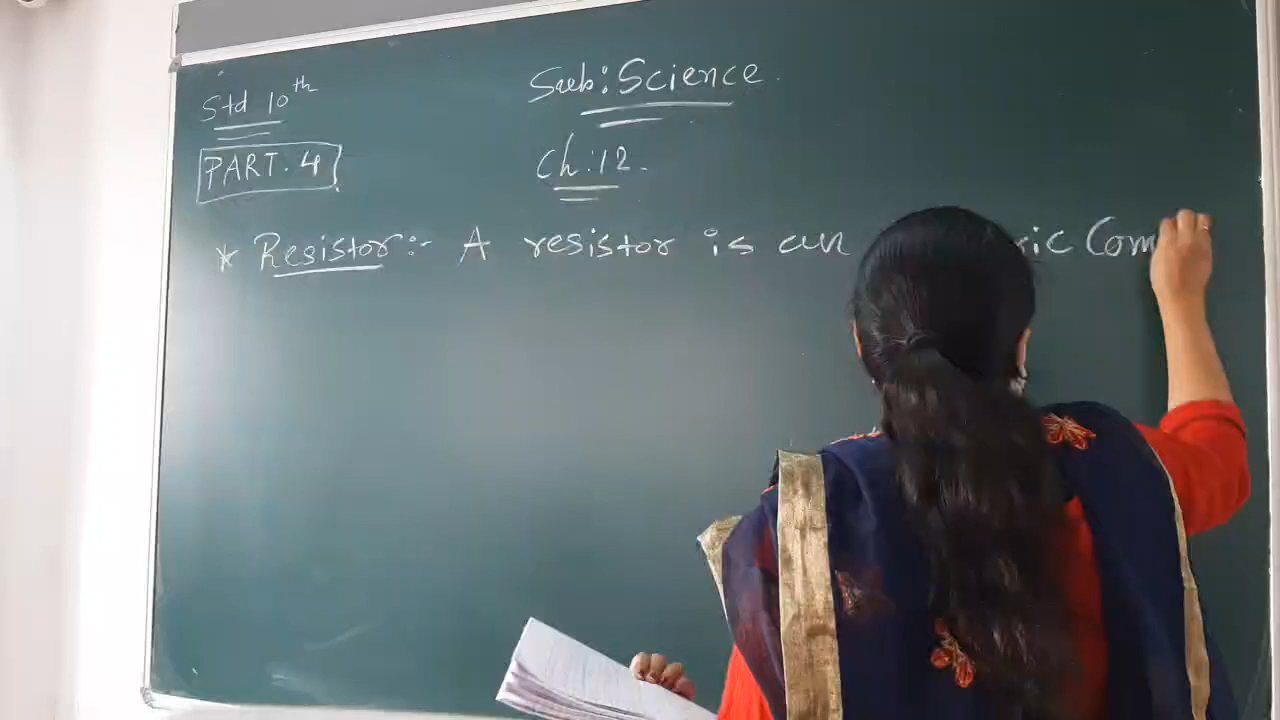 Std 10th
Sub: Science.
PART. 4
Ch: 12.
* Resistor:- A resistor is an ric Com